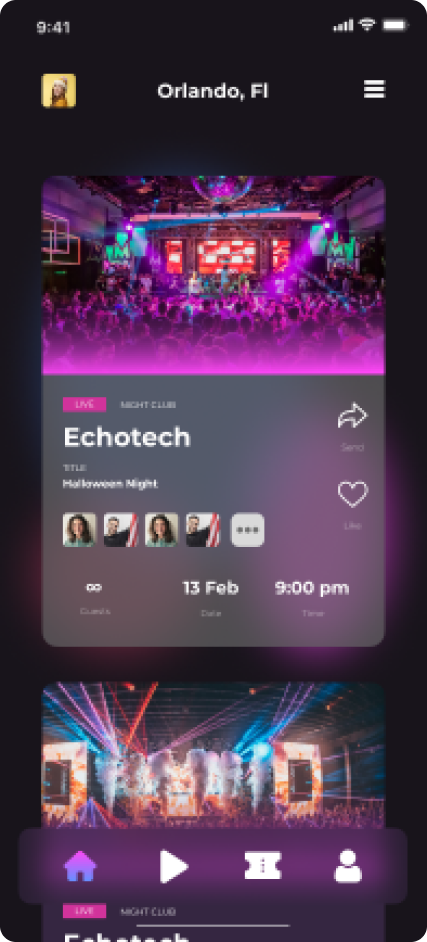 9:41
Orlando, Fl
LIVE NIGHT CLUB
Echotech
Send
TITLE
Halloween Night
Like
∞ 13 Feb 9:00 pm
Guests Date Time
LIVE NIGHT CLUB
Echotech